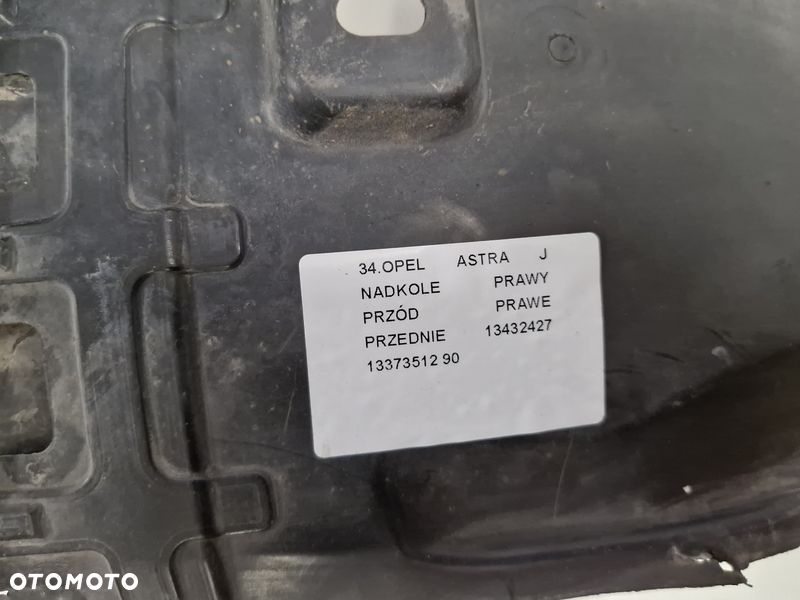 34.OPEL ASTRA J
NADKOLE PRAWY
PRZÓD PRAWE
PRZEDNIE 13432427
13373512 90
OTOMOTO